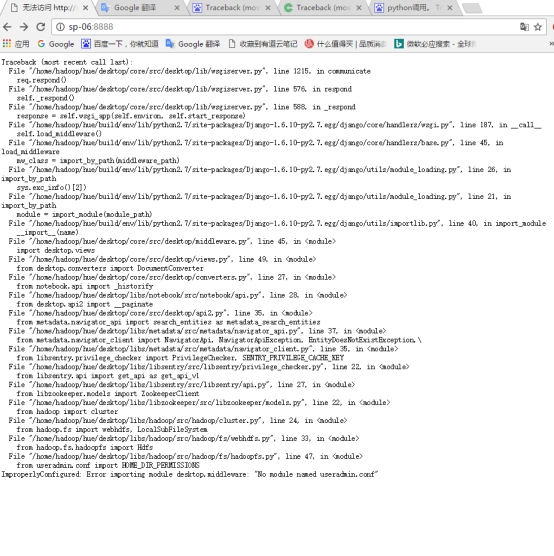 无法访问 http://
Google 翻译
Traceback (mos
Traceback (mos
python调用。 Tr
sp-06:8888
应用 G Google 百度一下，你就知道 Google 翻译 收藏到有道云笔记 什么值得买 | 品质消 微软必应搜索 - 全球
Traceback (most recent call last):
File "/home/hadoop/hue/desktop/core/src/desktop/lib/wsgiserver.py", line 1215, in communicate
req.respond()
File "/home/hadoop/hue/desktop/core/src/desktop/lib/wsgiserver.py", line 576, in respond
self._respond()
File "/home/hadoop/hue/desktop/core/src/desktop/lib/wsgiserver.py", line 588, in _respond
response = self.wsgi_app(self.environ, self.start_response)
File "/home/hadoop/hue/build/env/lib/python2.7/site-packages/Django-1.6.10-py2.7.egg/django/core/handlers/wsgi.py", line 187, in __call__
self.load_middleware()
File "/home/hadoop/hue/build/env/lib/python2.7/site-packages/Django-1.6.10-py2.7.egg/django/core/handlers/base.py", line 45, in
load_middleware
mw_class = import_by_path(middleware_path)
File "/home/hadoop/hue/build/env/lib/python2.7/site-packages/Django-1.6.10-py2.7.egg/django/utils/module_loading.py", line 26, in
import_by_path
sys.exc_info()[2])
File "/home/hadoop/hue/build/env/lib/python2.7/site-packages/Django-1.6.10-py2.7.egg/django/utils/module_loading.py", line 21, in
import_by_path
module = import_module(module_path)
File "/home/hadoop/hue/build/env/lib/python2.7/site-packages/Django-1.6.10-py2.7.egg/django/utils/importlib.py", line 40, in import_module
__import__(name)
File "/home/hadoop/hue/desktop/core/src/desktop/middleware.py", line 45, in <module>
import desktop.views
File "/home/hadoop/hue/desktop/core/src/desktop/views.py", line 49, in <module>
from desktop.converters import DocumentConverter
File "/home/hadoop/hue/desktop/core/src/desktop/converters.py", line 27, in <module>
from notebook.api import _historify
File "/home/hadoop/hue/desktop/libs/notebook/src/notebook/api.py", line 28, in <module>
from desktop.api2 import __paginate
File "/home/hadoop/hue/desktop/core/src/desktop/api2.py", line 35, in <module>
from metadata.navigator_api import search_entities as metadata_search_entities
File "/home/hadoop/hue/desktop/libs/metadata/src/metadata/navigator_api.py", line 37, in <module>
from metadata.navigator_client import NavigatorApi, NavigatorApiException, EntityDoesNotExistException,\
File "/home/hadoop/hue/desktop/libs/metadata/src/metadata/navigator_client.py", line 35, in <module>
from libsentry.privilege_checker import PrivilegeChecker, SENTRY_PRIVILEGE_CACHE_KEY
File "/home/hadoop/hue/desktop/libs/libsentry/src/libsentry/privilege_checker.py", line 22, in <module>
from libsentry.api import get_api as get_api_v1
File "/home/hadoop/hue/desktop/libs/libsentry/src/libsentry/api.py", line 27, in <module>
from libzookeeper.models import ZookeeperClient
File "/home/hadoop/hue/desktop/libs/libzookeeper/src/libzookeeper/models.py", line 22, in <module>
from hadoop import cluster
File "/home/hadoop/hue/desktop/libs/hadoop/src/hadoop/cluster.py", line 24, in <module>
from hadoop.fs import webhdfs, LocalSubFileSystem
File "/home/hadoop/hue/desktop/libs/hadoop/src/hadoop/fs/webhdfs.py", line 33, in <module>
from hadoop.fs.hadoopfs import Hdfs
File "/home/hadoop/hue/desktop/libs/hadoop/src/hadoop/fs/hadoopfs.py", line 47, in <module>
from useradmin.conf import HOME_DIR_PERMISSIONS
ImproperlyConfigured: Error importing module desktop.middleware: "No module named useradmin.conf"